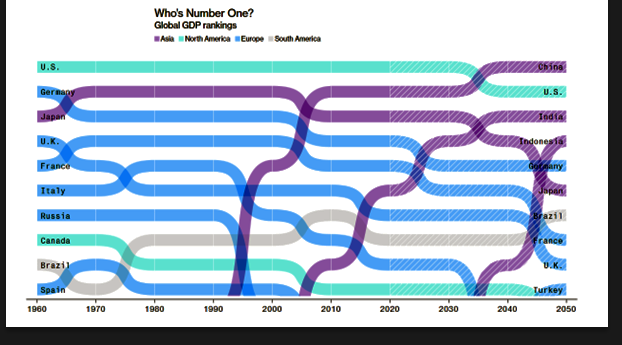 Who's Number One?
Global GDP rankings
Asia North America Europe South America
U.S.
Germany
Japan
U.K.
France
Italy
Russia
Canada
Brazil
Spain
China
U.S.
India
Indonesia
Germany
Japan
Brazil
France
U.K.
Turkey
1960 1970 1980 1990 2000 2010 2020 2030 2040 2050